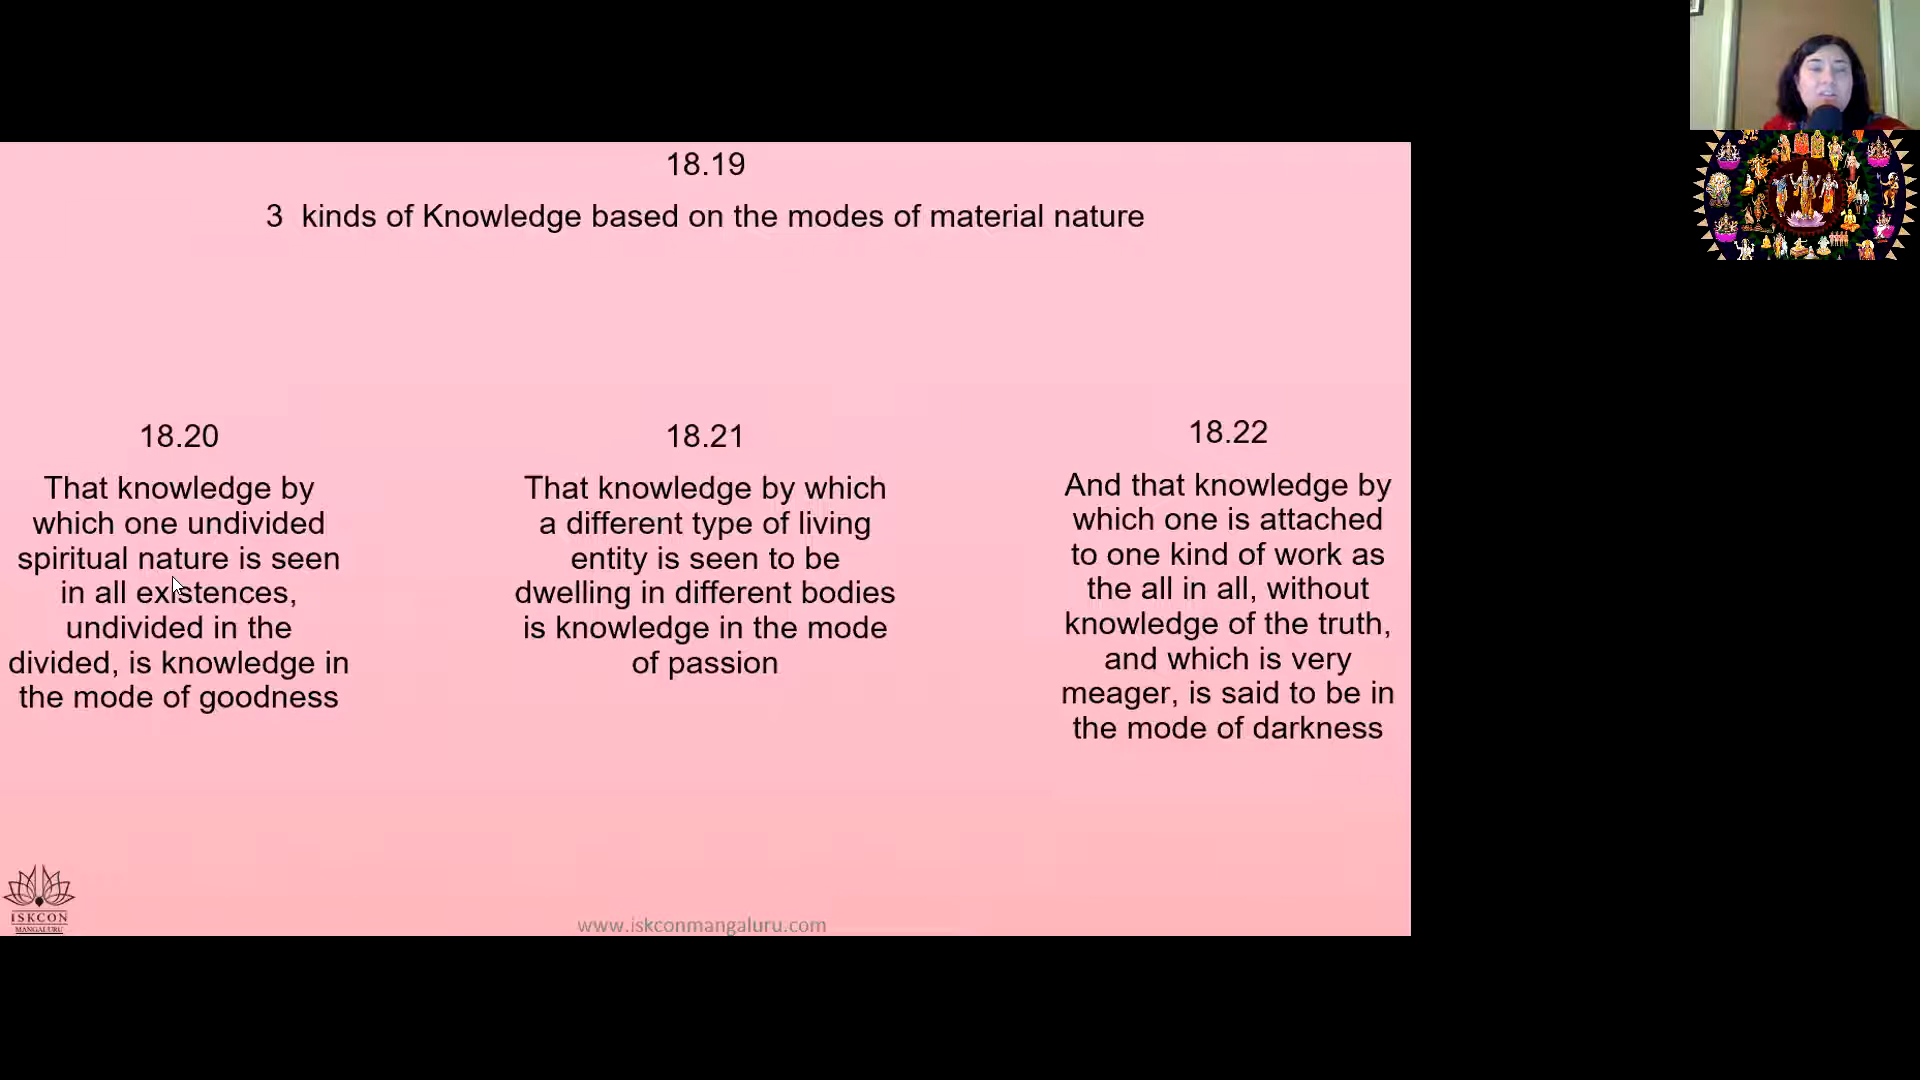 18.19
3 kinds of Knowledge based on the modes of material nature
18.20
That knowledge by
which one undivided
spiritual nature is seen
in all existences,
undivided in the
divided, is knowledge in
the mode of goodness
18.21
That knowledge by which
a different type of living
entity is seen to be
dwelling in different bodies
is knowledge in the mode
of passion
18.22
And that knowledge by
which one is attached
to one kind of work as
the all in all, without
knowledge of the truth,
and which is very
meager, is said to be in
the mode of darkness
ISKCON
MANGALURU
www.iskconmangaluru.com